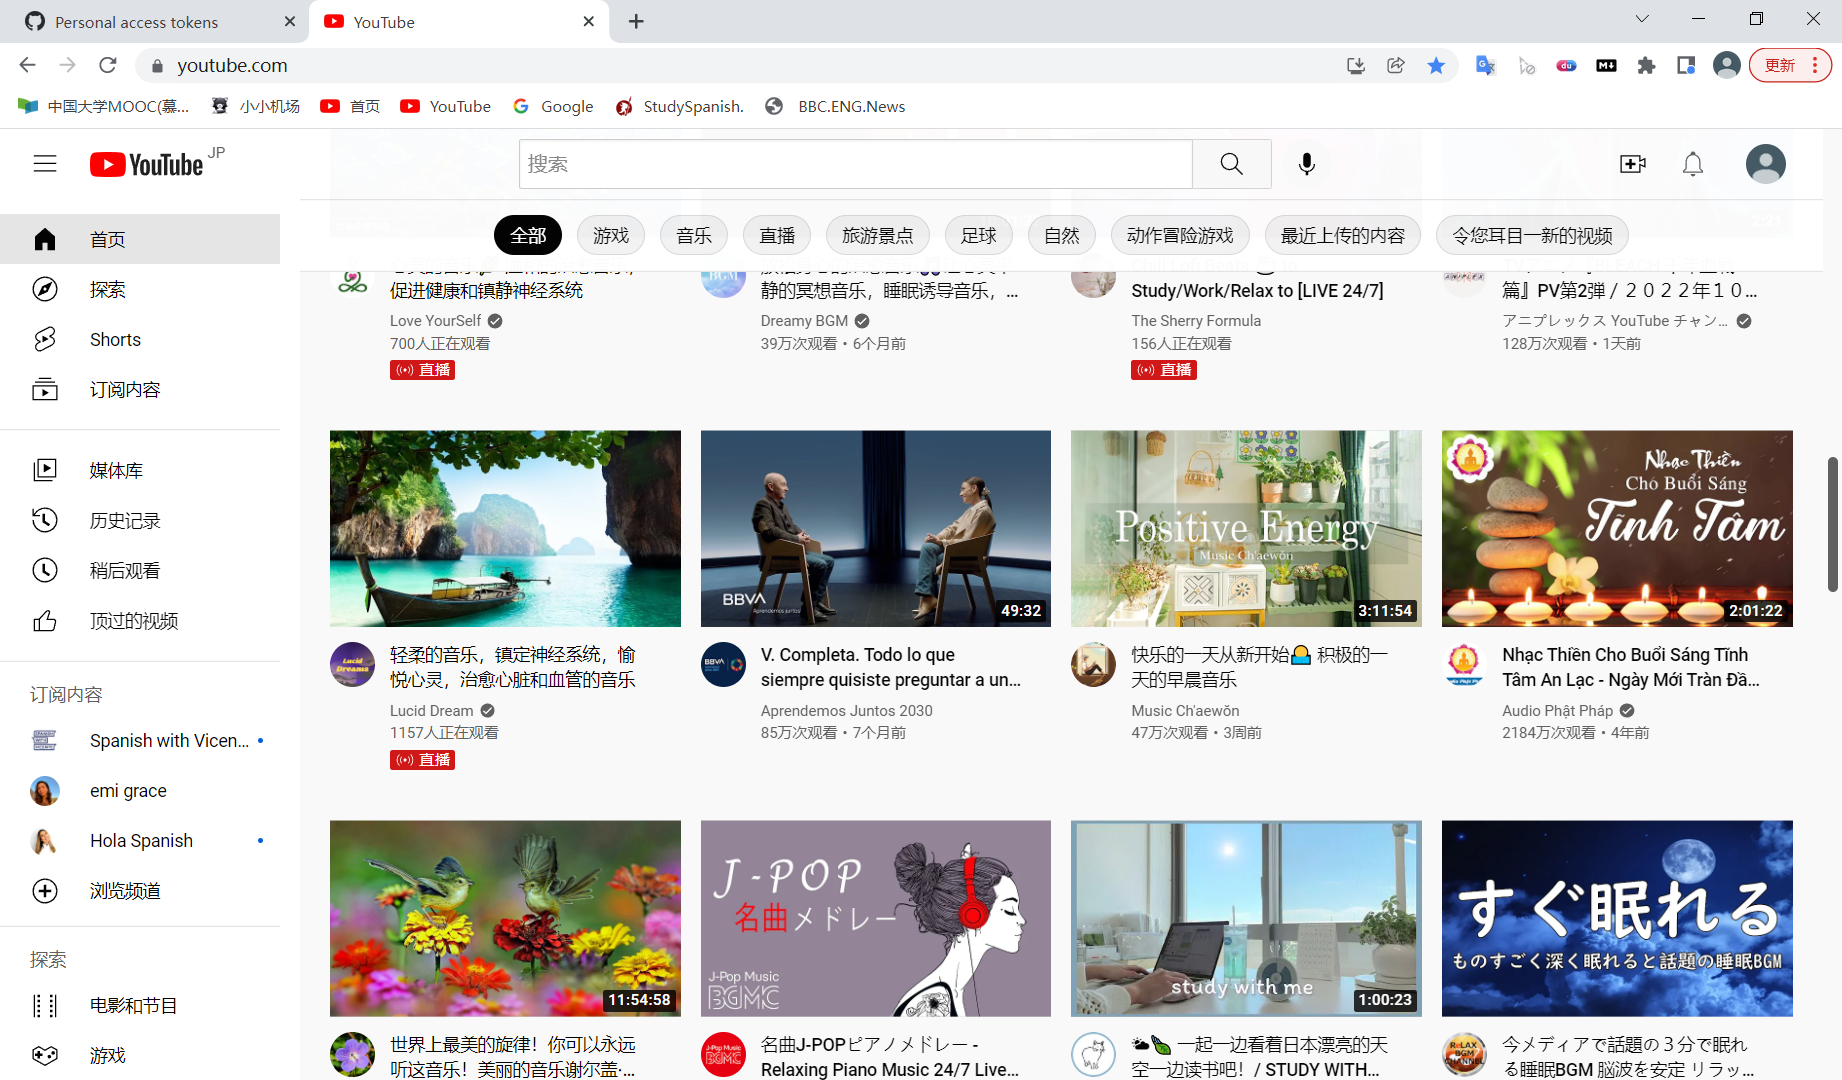 Personal access tokens
YouTube
youtube.com
更新
中国大学MOOC(慕...
小小机场
首页
YouTube
Google
StudySpanish.
BBC.ENG.News
YouTube JP
搜索
全部
游戏
音乐
直播
旅游景点
足球
自然
动作冒险游戏
最近上传的内容
令您耳目一新的视频
首页
探索
Shorts
订阅内容
媒体库
历史记录
稍后观看
顶过的视频
订阅内容
Spanish with Vicen...
emi grace
Hola Spanish
浏览频道
探索
电影和节目
游戏
促进健康和镇静神经系统
Love YourSelf
700人正在观看
直播
静的冥想音乐，睡眠诱导音乐，...
Dreamy BGM
39万次观看・6个月前
Study/Work/Relax to [LIVE 24/7]
The Sherry Formula
156人正在观看
直播
篇』PV第2弾 / ２０２２年１０...
アニプレックス YouTube チャン...
128万次观看・1天前
轻柔的音乐，镇定神经系统，愉
悦心灵，治愈心脏和血管的音乐
Lucid Dream
1157人正在观看
直播
BBVA
Aprendemos juntos
49:32
V. Completa. Todo lo que
siempre quisiste preguntar a un...
Aprendemos Juntos 2030
85万次观看・7个月前
Positive Energy
Music Ch'aewŏn
3:11:54
快乐的一天从新开始 积极的一
天的早晨音乐
Music Ch'aewŏn
47万次观看・3周前
Nhạc Thiền
Cho Buổi Sáng
Tĩnh Tâm
2:01:22
Nhạc Thiền Cho Buổi Sáng Tĩnh
Tâm An Lạc - Ngày Mới Tràn Đầ...
Audio Phật Pháp
2184万次观看・4年前
11:54:58
世界上最美的旋律！你可以永远
听这音乐！美丽的音乐谢尔盖·...
J-POP
名曲メドレー
J-Pop Music
BGMC
名曲J-POPピアノメドレー -
Relaxing Piano Music 24/7 Live...
study with me
1:00:23
一起一边看着日本漂亮的天
空一边读书吧！/ STUDY WITH...
すぐ眠れる
ものすごく深く眠れると話題の睡眠BGM
今メディアで話題の３分で眠れ
る睡眠BGM 脳波を安定 リラッ...